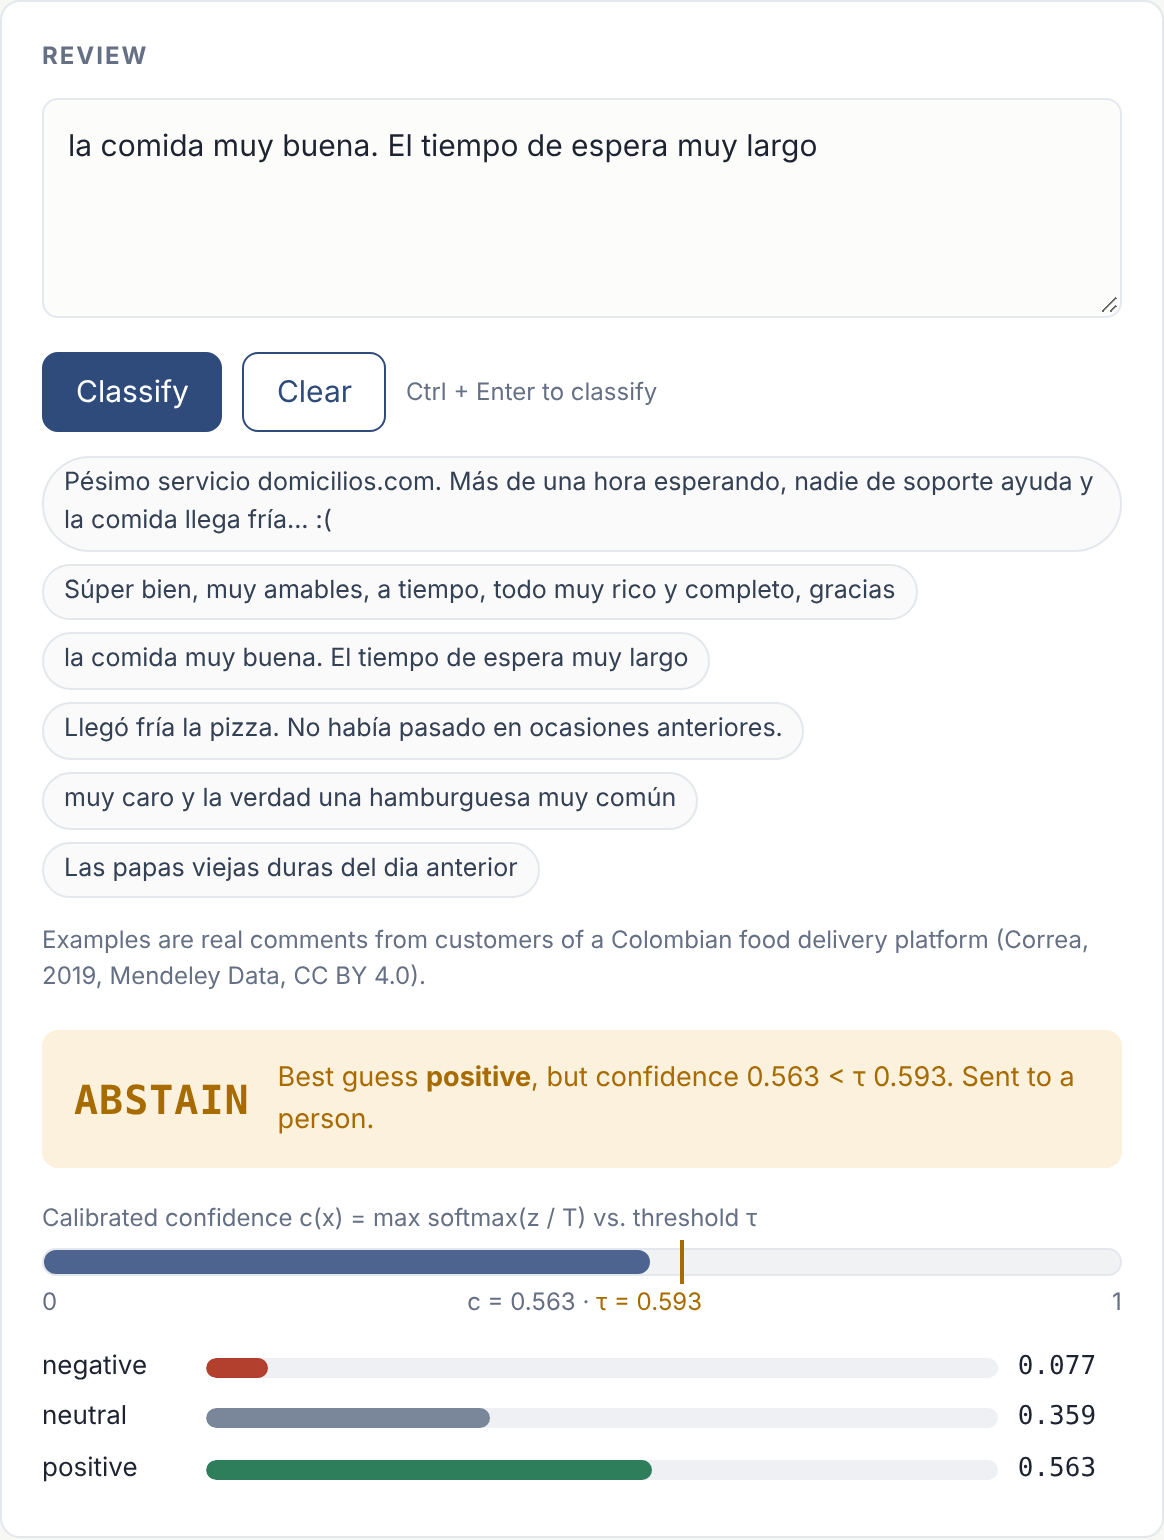 REVIEW
la comida muy buena. El tiempo de espera muy largo
Classify
Clear
Ctrl + Enter to classify
Pésimo servicio domicilios.com. Más de una hora esperando, nadie de soporte ayuda y
la comida llega fría... :(
Súper bien, muy amables, a tiempo, todo muy rico y completo, gracias
la comida muy buena. El tiempo de espera muy largo
Llegó fría la pizza. No había pasado en ocasiones anteriores.
muy caro y la verdad una hamburguesa muy común
Las papas viejas duras del dia anterior
Examples are real comments from customers of a Colombian food delivery platform (Correa,
2019, Mendeley Data, CC BY 4.0).
ABSTAIN
Best guess positive, but confidence 0.563 < τ 0.593. Sent to a
person.
Calibrated confidence c(x) = max softmax(z / T) vs. threshold τ
0 c = 0.563 · τ = 0.593 1
negative 0.077
neutral 0.359
positive 0.563